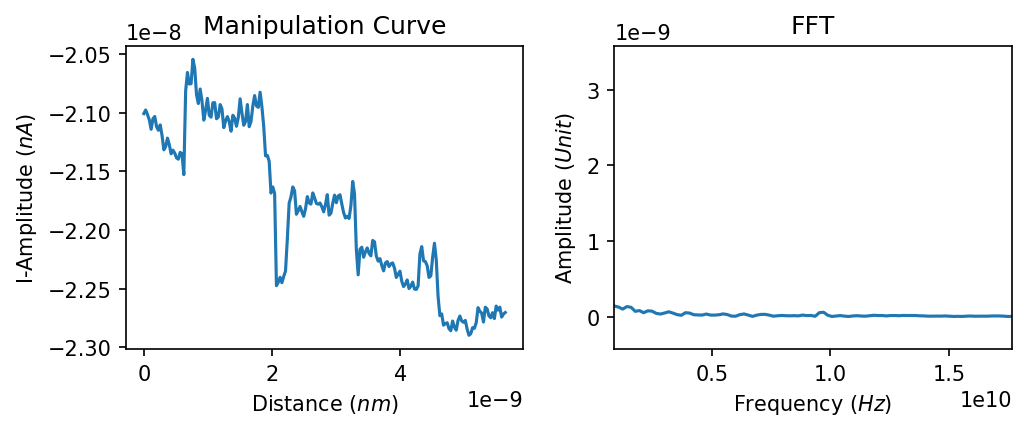 Manipulation Curve
1e−8
−2.05
−2.10
−2.15
−2.20
−2.25
−2.30
I-Amplitude (nA)
0
2
4
1e−9
Distance (nm)
FFT
1e−9
3
2
1
0
Amplitude (Unit)
0.5
1.0
1.5
1e10
Frequency (Hz)